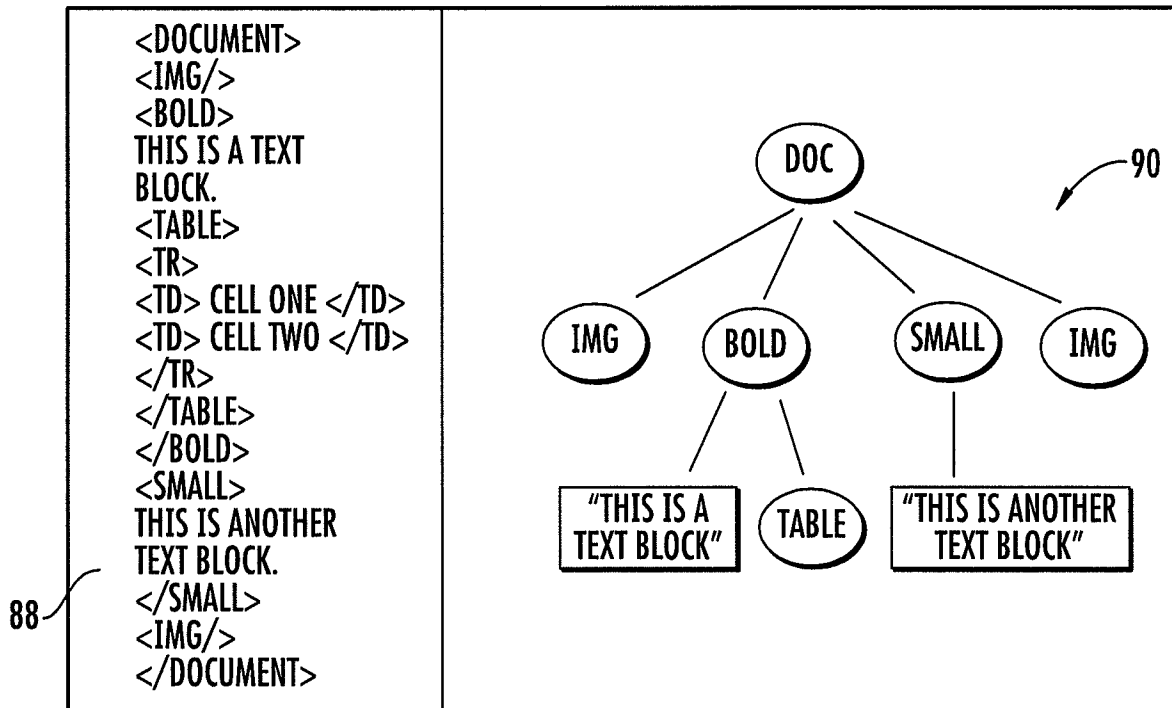 <DOCUMENT>
<IMG/>
<BOLD>
THIS IS A TEXT
BLOCK.
<TABLE>
<TR>
<TD> CELL ONE </TD>
<TD> CELL TWO </TD>
</TR>
</TABLE>
</BOLD>
<SMALL>
THIS IS ANOTHER
TEXT BLOCK.
</SMALL>
<IMG/>
</DOCUMENT>
88
DOC
90
IMG
BOLD
SMALL
IMG
"THIS IS A
TEXT BLOCK"
TABLE
"THIS IS ANOTHER
TEXT BLOCK"